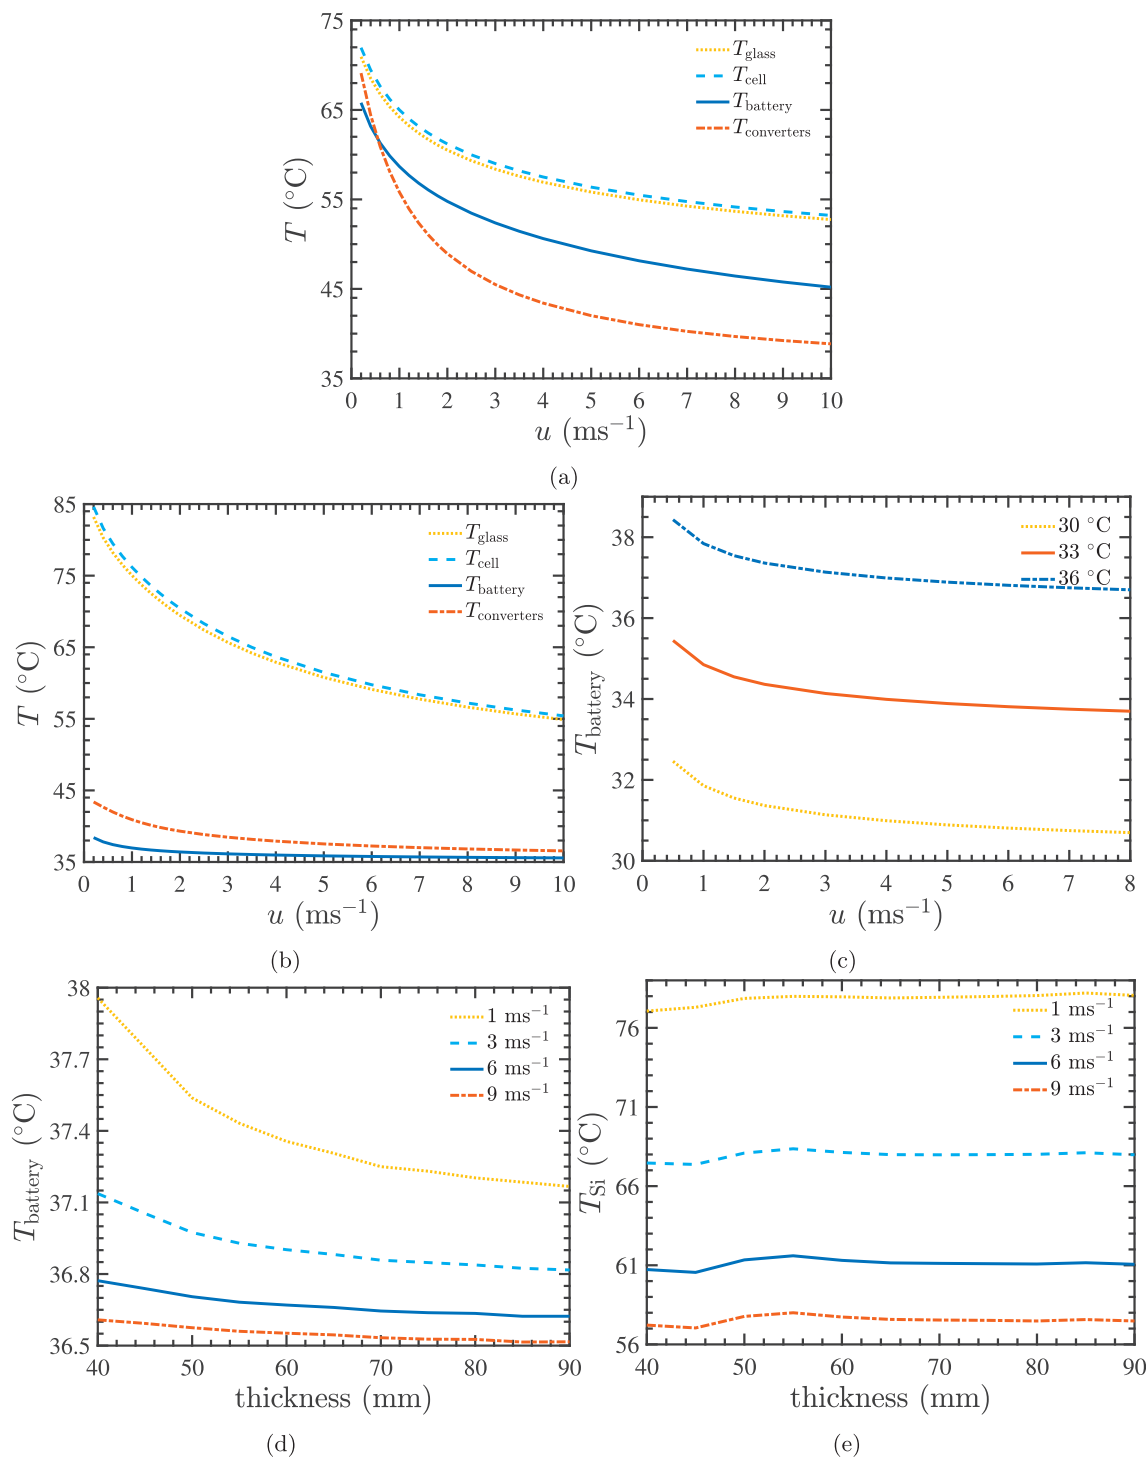 75
65
55
45
35
T (°C)
T_glass
T_cell
T_battery
T_converters
0 1 2 3 4 5 6 7 8 9 10
u (ms⁻¹)
(a)
85
75
65
55
45
35
T (°C)
T_glass
T_cell
T_battery
T_converters
0 1 2 3 4 5 6 7 8 9 10
u (ms⁻¹)
(b)
38
36
34
32
30
T_battery (°C)
30 °C
33 °C
36 °C
0 1 2 3 4 5 6 7 8
u (ms⁻¹)
(c)
38
37.7
37.4
37.1
36.8
36.5
T_battery (°C)
1 ms⁻¹
3 ms⁻¹
6 ms⁻¹
9 ms⁻¹
40 50 60 70 80 90
thickness (mm)
(d)
76
71
66
61
56
T_Si (°C)
1 ms⁻¹
3 ms⁻¹
6 ms⁻¹
9 ms⁻¹
40 50 60 70 80 90
thickness (mm)
(e)